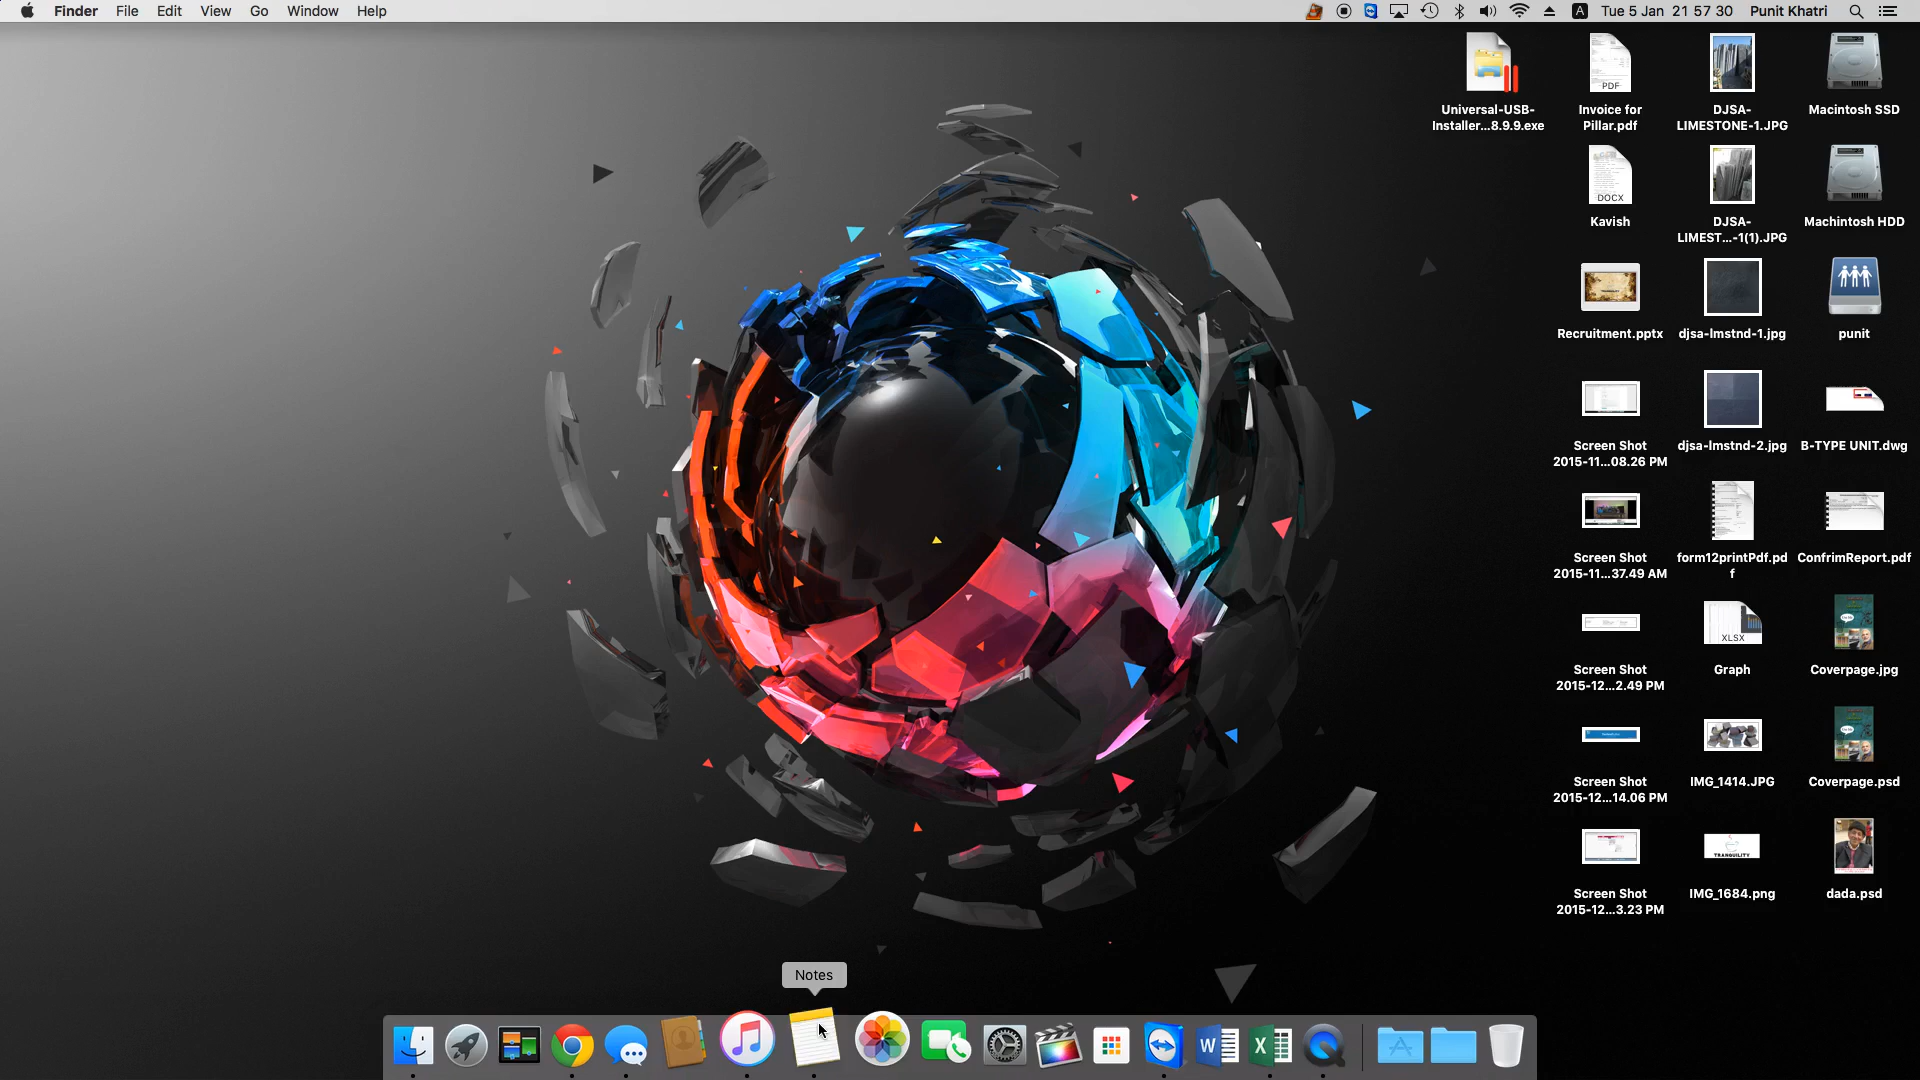 Finder File Edit View Go Window Help
A Tue 5 Jan 21 57 30 Punit Khatri
Universal-USB-
Installer...8.9.9.exe
PDF
Invoice for
Pillar.pdf
DJSA-
LIMESTONE-1.JPG
Macintosh SSD
DOCX
Kavish
DJSA-
LIMEST...-1(1).JPG
Machintosh HDD
Recruitment.pptx
djsa-lmstnd-1.jpg
punit
Screen Shot
2015-11...08.26 PM
djsa-lmstnd-2.jpg
B-TYPE UNIT.dwg
Screen Shot
2015-11...37.49 AM
form12printPdf.pd
f
ConfrimReport.pdf
Screen Shot
2015-12...2.49 PM
XLSX
Graph
Coverpage.jpg
Screen Shot
2015-12...14.06 PM
IMG_1414.JPG
Coverpage.psd
Screen Shot
2015-12...3.23 PM
TRANQUILITY
IMG_1684.png
dada.psd
Notes